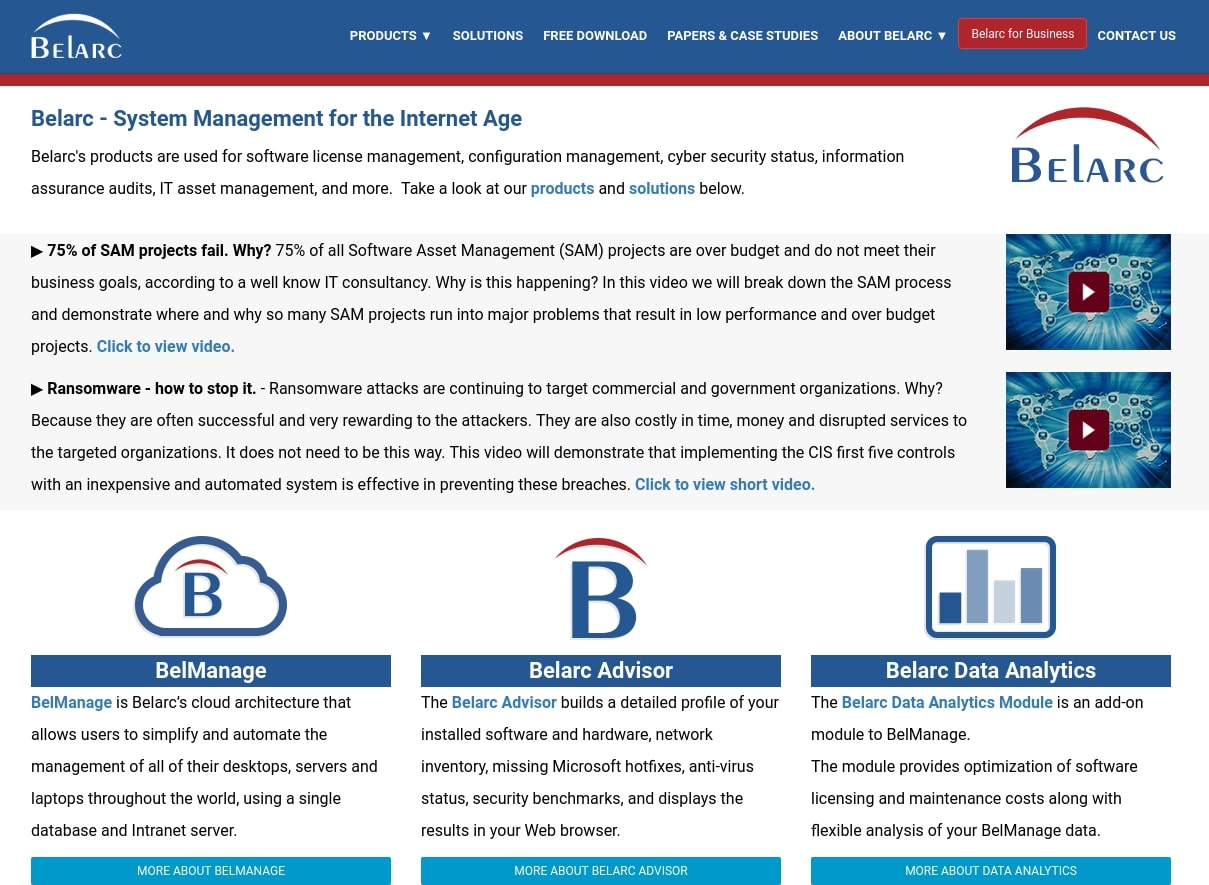 BELARC
PRODUCTS ▼
SOLUTIONS
FREE DOWNLOAD
PAPERS & CASE STUDIES
ABOUT BELARC ▼
Belarc for Business
CONTACT US
Belarc - System Management for the Internet Age
Belarc's products are used for software license management, configuration management, cyber security status, information
assurance audits, IT asset management, and more. Take a look at our products and solutions below.
BELARC
▶ 75% of SAM projects fail. Why? 75% of all Software Asset Management (SAM) projects are over budget and do not meet their
business goals, according to a well know IT consultancy. Why is this happening? In this video we will break down the SAM process
and demonstrate where and why so many SAM projects run into major problems that result in low performance and over budget
projects. Click to view video.
▶ Ransomware - how to stop it. - Ransomware attacks are continuing to target commercial and government organizations. Why?
Because they are often successful and very rewarding to the attackers. They are also costly in time, money and disrupted services to
the targeted organizations. It does not need to be this way. This video will demonstrate that implementing the CIS first five controls
with an inexpensive and automated system is effective in preventing these breaches. Click to view short video.
B
BelManage
BelManage is Belarc’s cloud architecture that
allows users to simplify and automate the
management of all of their desktops, servers and
laptops throughout the world, using a single
database and Intranet server.
MORE ABOUT BELMANAGE
B
Belarc Advisor
The Belarc Advisor builds a detailed profile of your
installed software and hardware, network
inventory, missing Microsoft hotfixes, anti-virus
status, security benchmarks, and displays the
results in your Web browser.
MORE ABOUT BELARC ADVISOR
Belarc Data Analytics
The Belarc Data Analytics Module is an add-on
module to BelManage.
The module provides optimization of software
licensing and maintenance costs along with
flexible analysis of your BelManage data.
MORE ABOUT DATA ANALYTICS